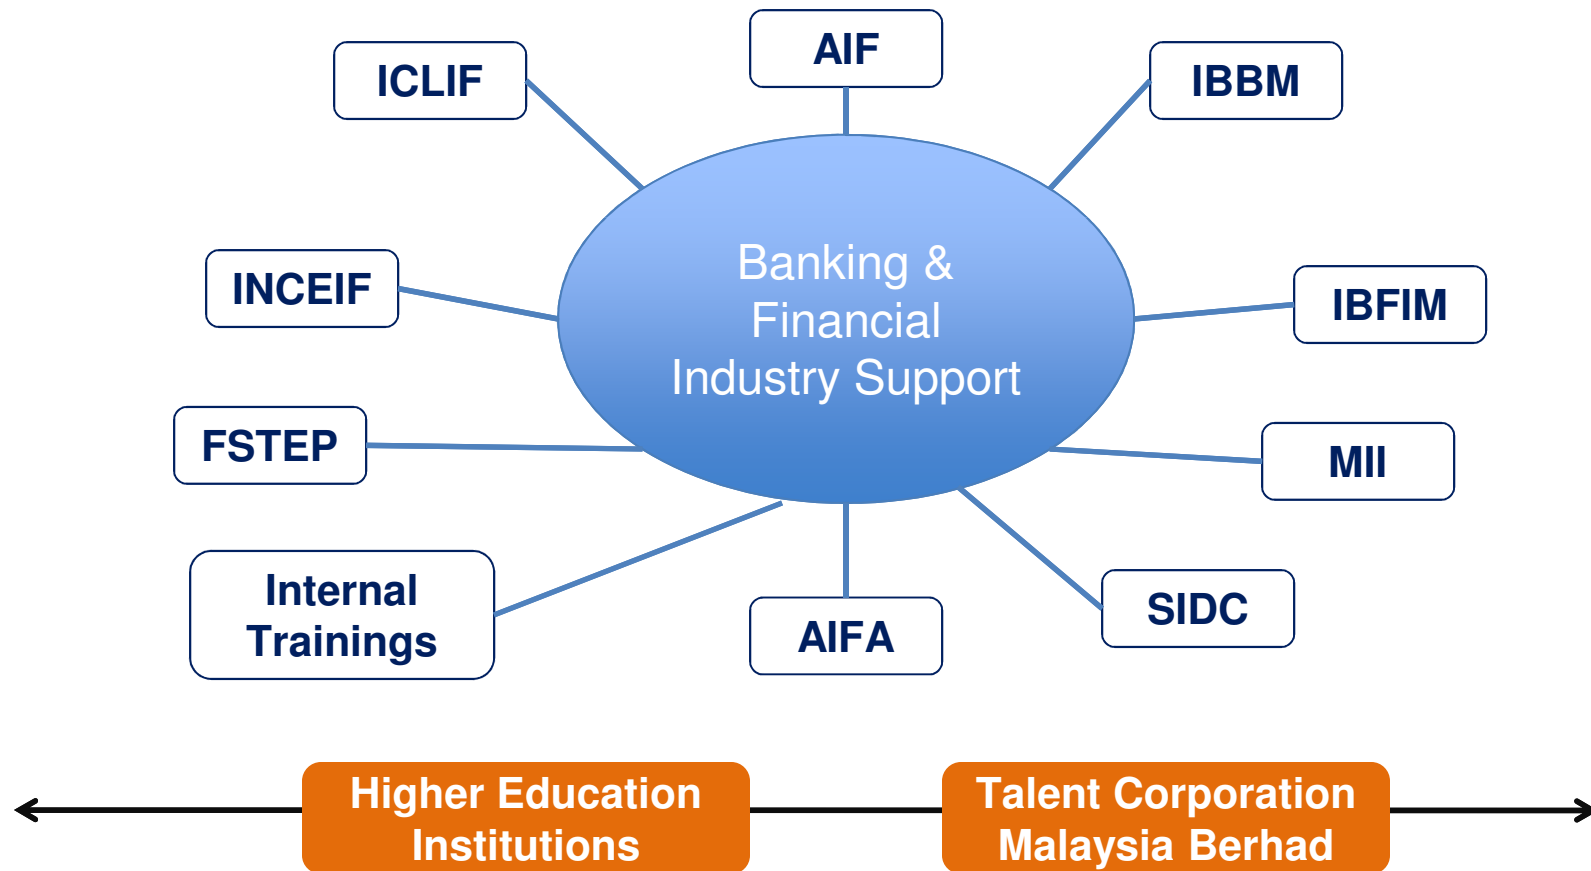 AIF
ICLIF
IBBM
Banking &
Financial
Industry Support
INCEIF
IBFIM
FSTEP
MII
Internal
Trainings
AIFA
SIDC
Higher Education
Institutions
Talent Corporation
Malaysia Berhad